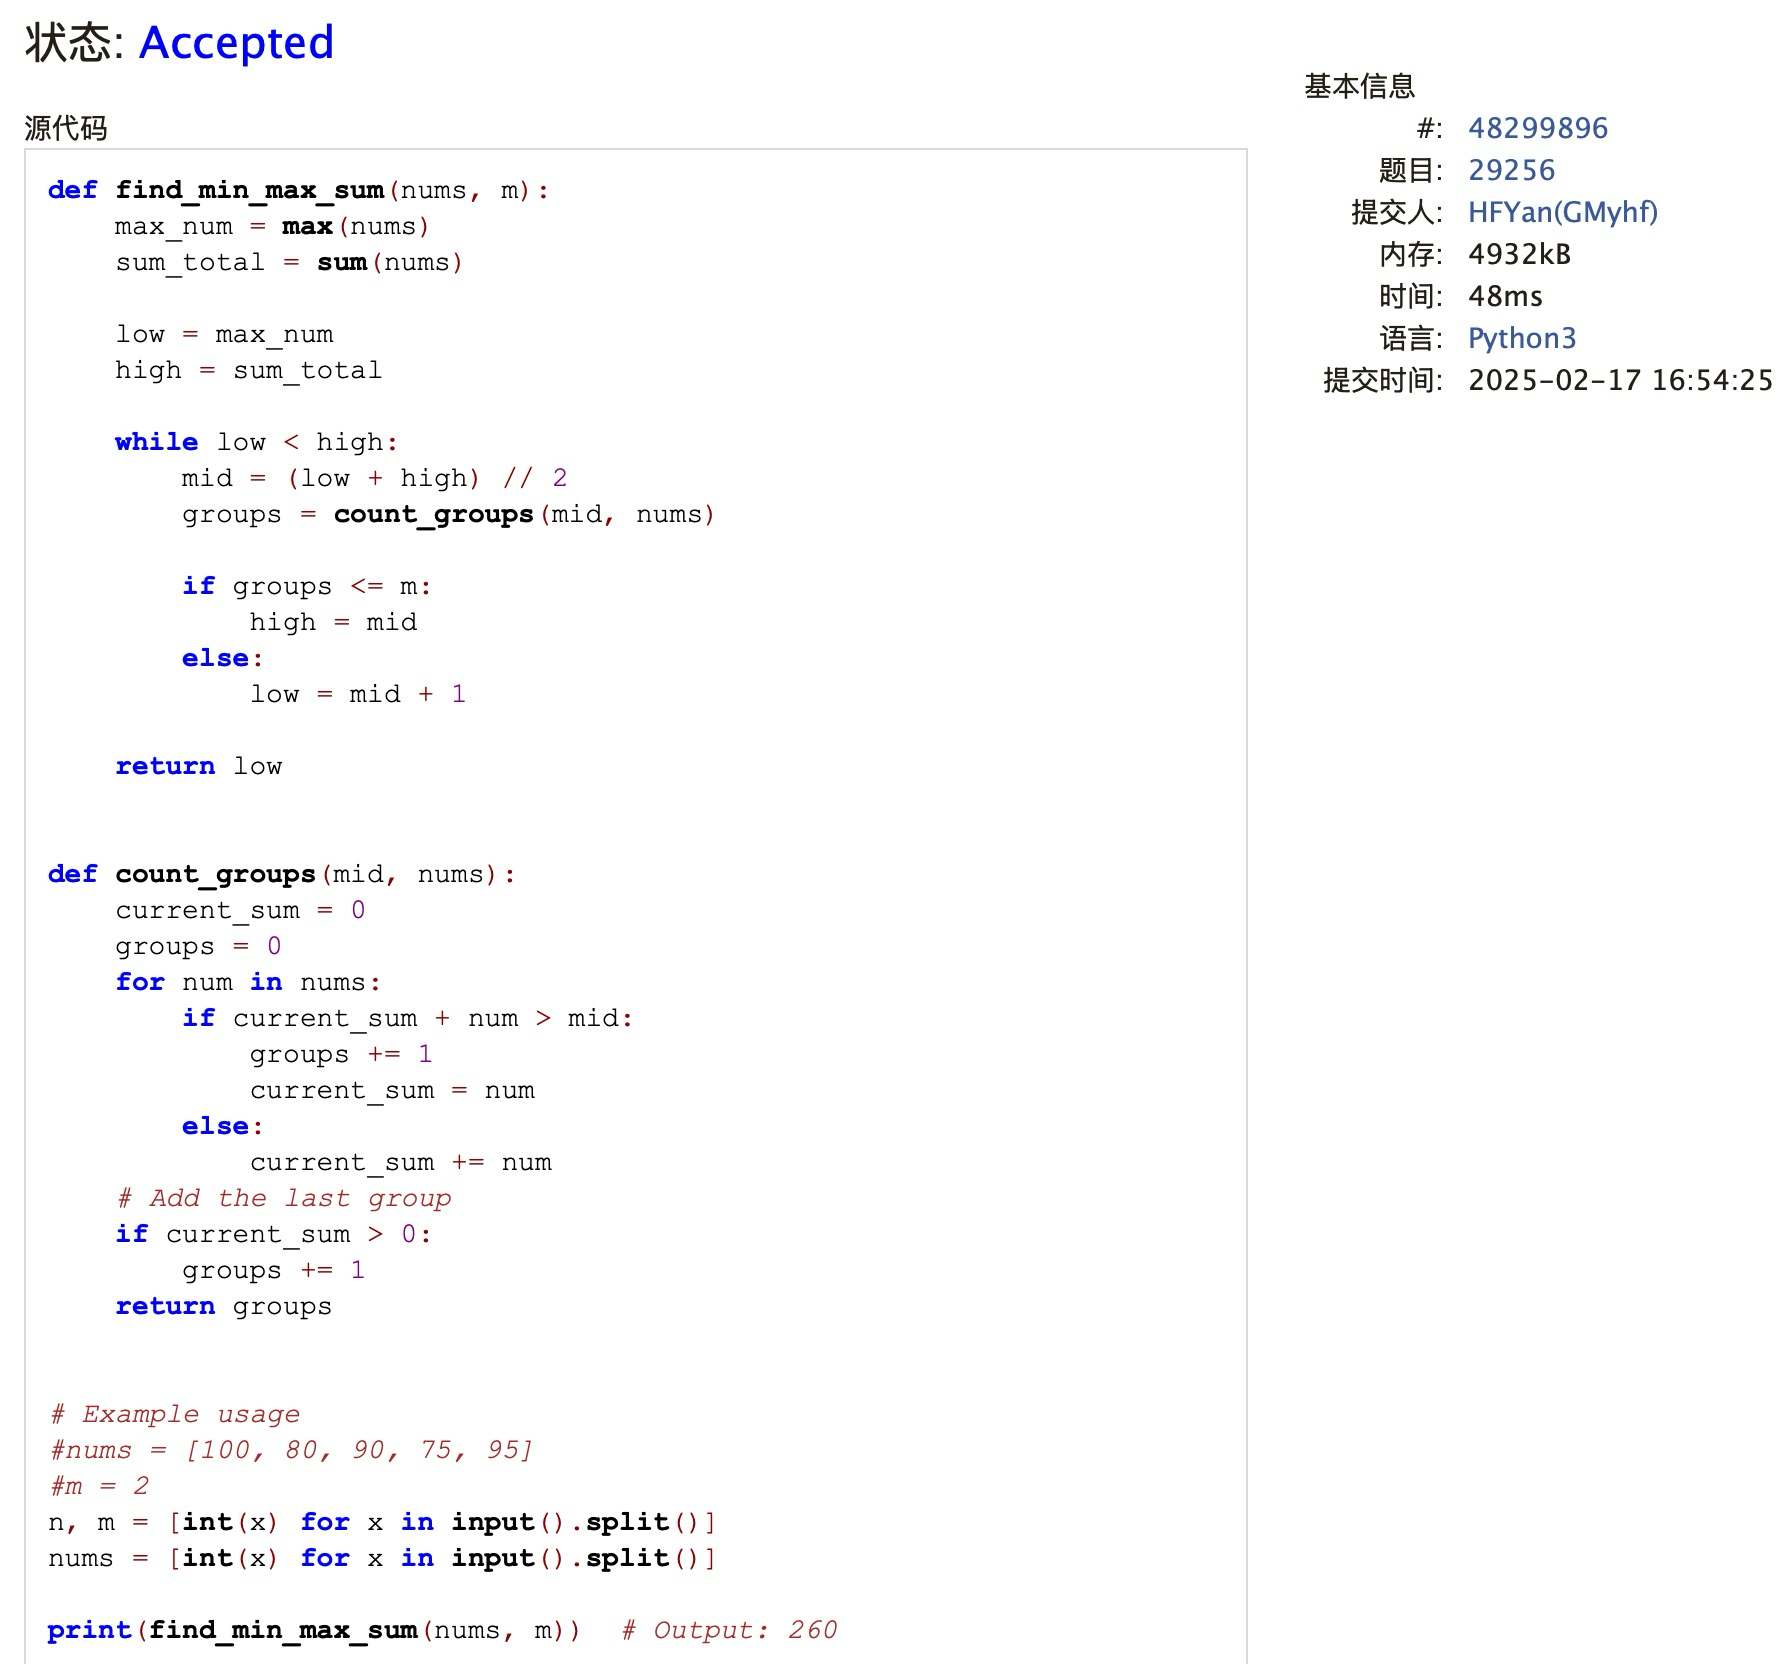 状态: Accepted
源代码
def find_min_max_sum(nums, m):
    max_num = max(nums)
    sum_total = sum(nums)

    low = max_num
    high = sum_total

    while low < high:
        mid = (low + high) // 2
        groups = count_groups(mid, nums)

        if groups <= m:
            high = mid
        else:
            low = mid + 1

    return low


def count_groups(mid, nums):
    current_sum = 0
    groups = 0
    for num in nums:
        if current_sum + num > mid:
            groups += 1
            current_sum = num
        else:
            current_sum += num
    # Add the last group
    if current_sum > 0:
        groups += 1
    return groups


# Example usage
#nums = [100, 80, 90, 75, 95]
#m = 2
n, m = [int(x) for x in input().split()]
nums = [int(x) for x in input().split()]

print(find_min_max_sum(nums, m))  # Output: 260
基本信息
#: 48299896
题目: 29256
提交人: HFYan(GMyhf)
内存: 4932kB
时间: 48ms
语言: Python3
提交时间: 2025-02-17 16:54:25